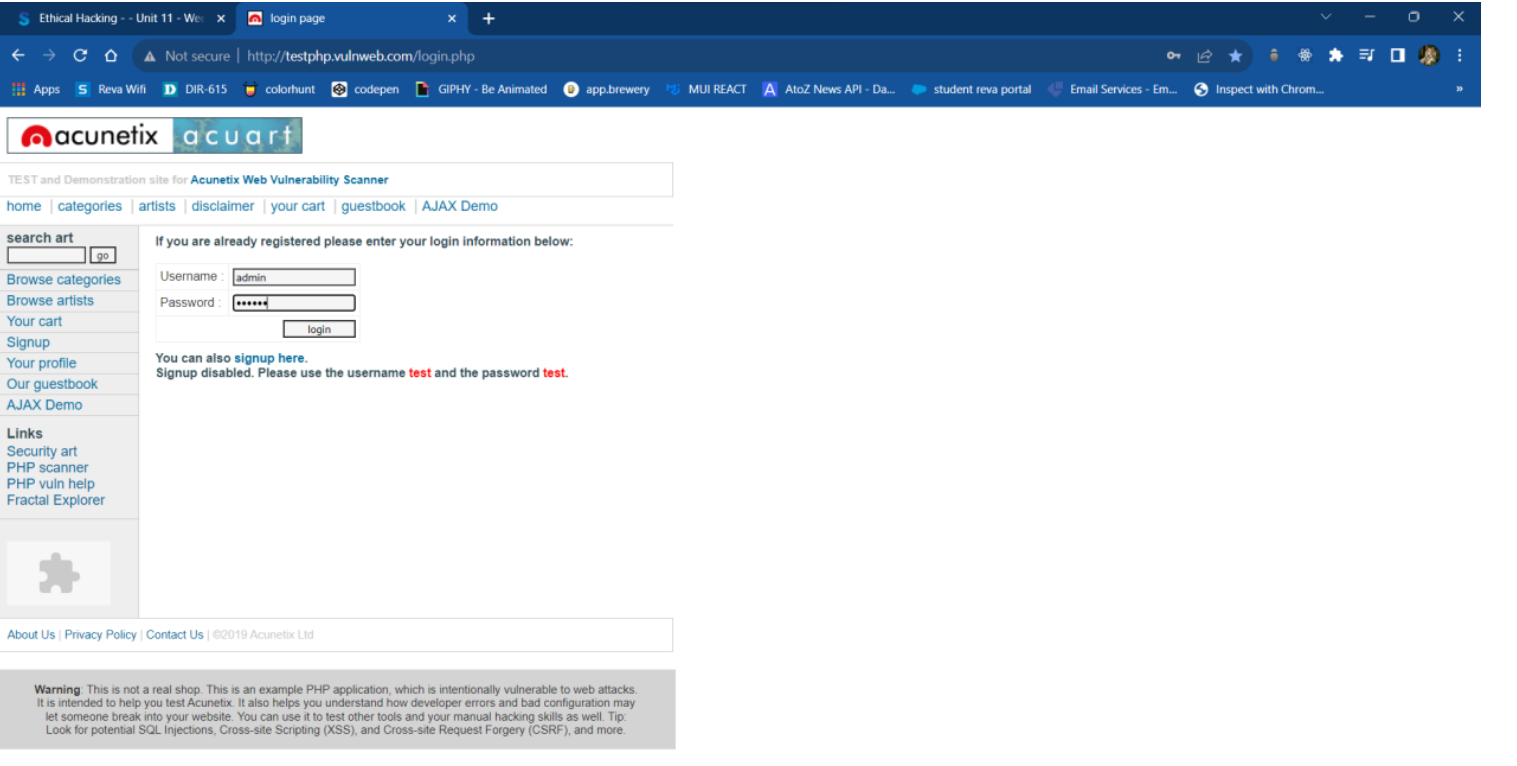 Ethical Hacking - - Unit 11 - We
login page
Not secure | http://testphp.vulnweb.com/login.php
Apps Reva Wifi DIR-615 colorhunt codepen GIPHY - Be Animated app.brewery MUI REACT AtoZ News API - Da... student reva portal Email Services - Em... Inspect with Chrom... »
acunetix acuart
TEST and Demonstration site for Acunetix Web Vulnerability Scanner
home | categories | artists | disclaimer | your cart | guestbook | AJAX Demo
search art
go
Browse categories
Browse artists
Your cart
Signup
Your profile
Our guestbook
AJAX Demo
Links
Security art
PHP scanner
PHP vuln help
Fractal Explorer
If you are already registered please enter your login information below:
Username : admin
Password : ••••••
login
You can also signup here.
Signup disabled. Please use the username test and the password test.
About Us | Privacy Policy | Contact Us | ©2019 Acunetix Ltd
Warning: This is not a real shop. This is an example PHP application, which is intentionally vulnerable to web attacks.
It is intended to help you test Acunetix. It also helps you understand how developer errors and bad configuration may
let someone break into your website. You can use it to test other tools and your manual hacking skills as well. Tip:
Look for potential SQL Injections, Cross-site Scripting (XSS), and Cross-site Request Forgery (CSRF), and more.